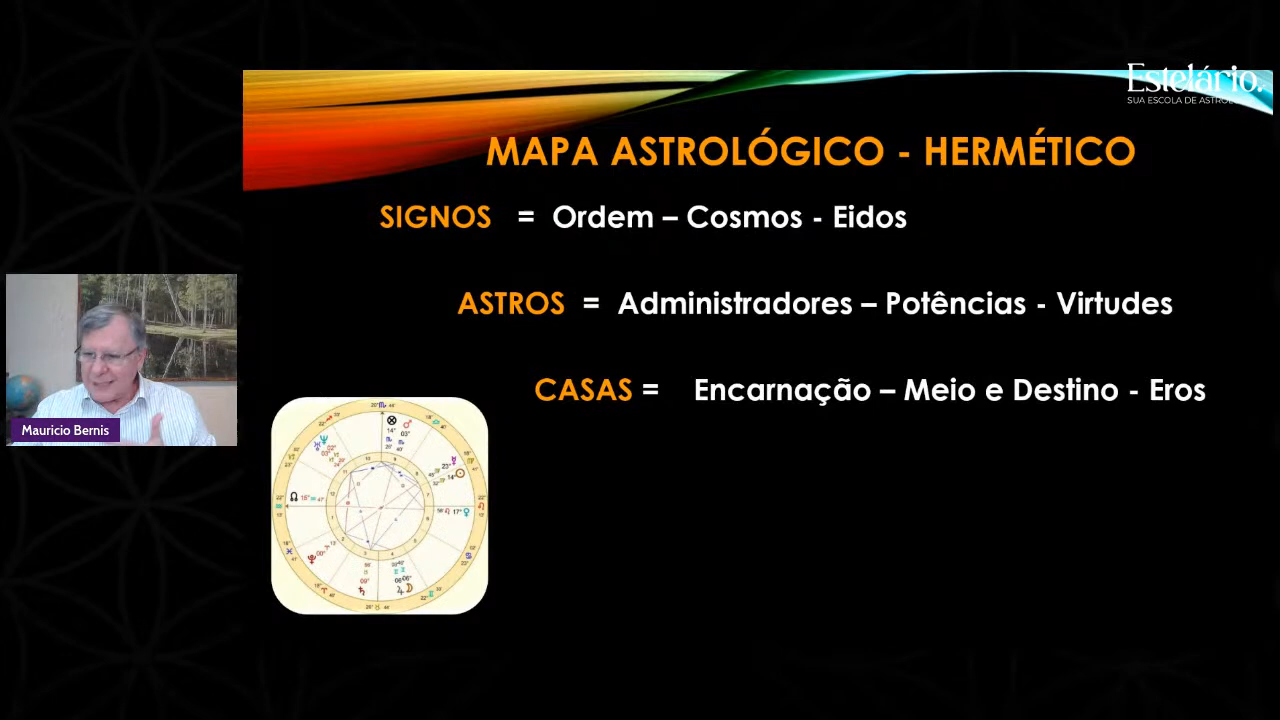 Estelário.
SUA ESCOLA DE ASTROLOGIA
MAPA ASTROLÓGICO - HERMÉTICO
SIGNOS = Ordem – Cosmos - Eidos
ASTROS = Administradores – Potências - Virtudes
CASAS = Encarnação – Meio e Destino - Eros
Mauricio Bernis